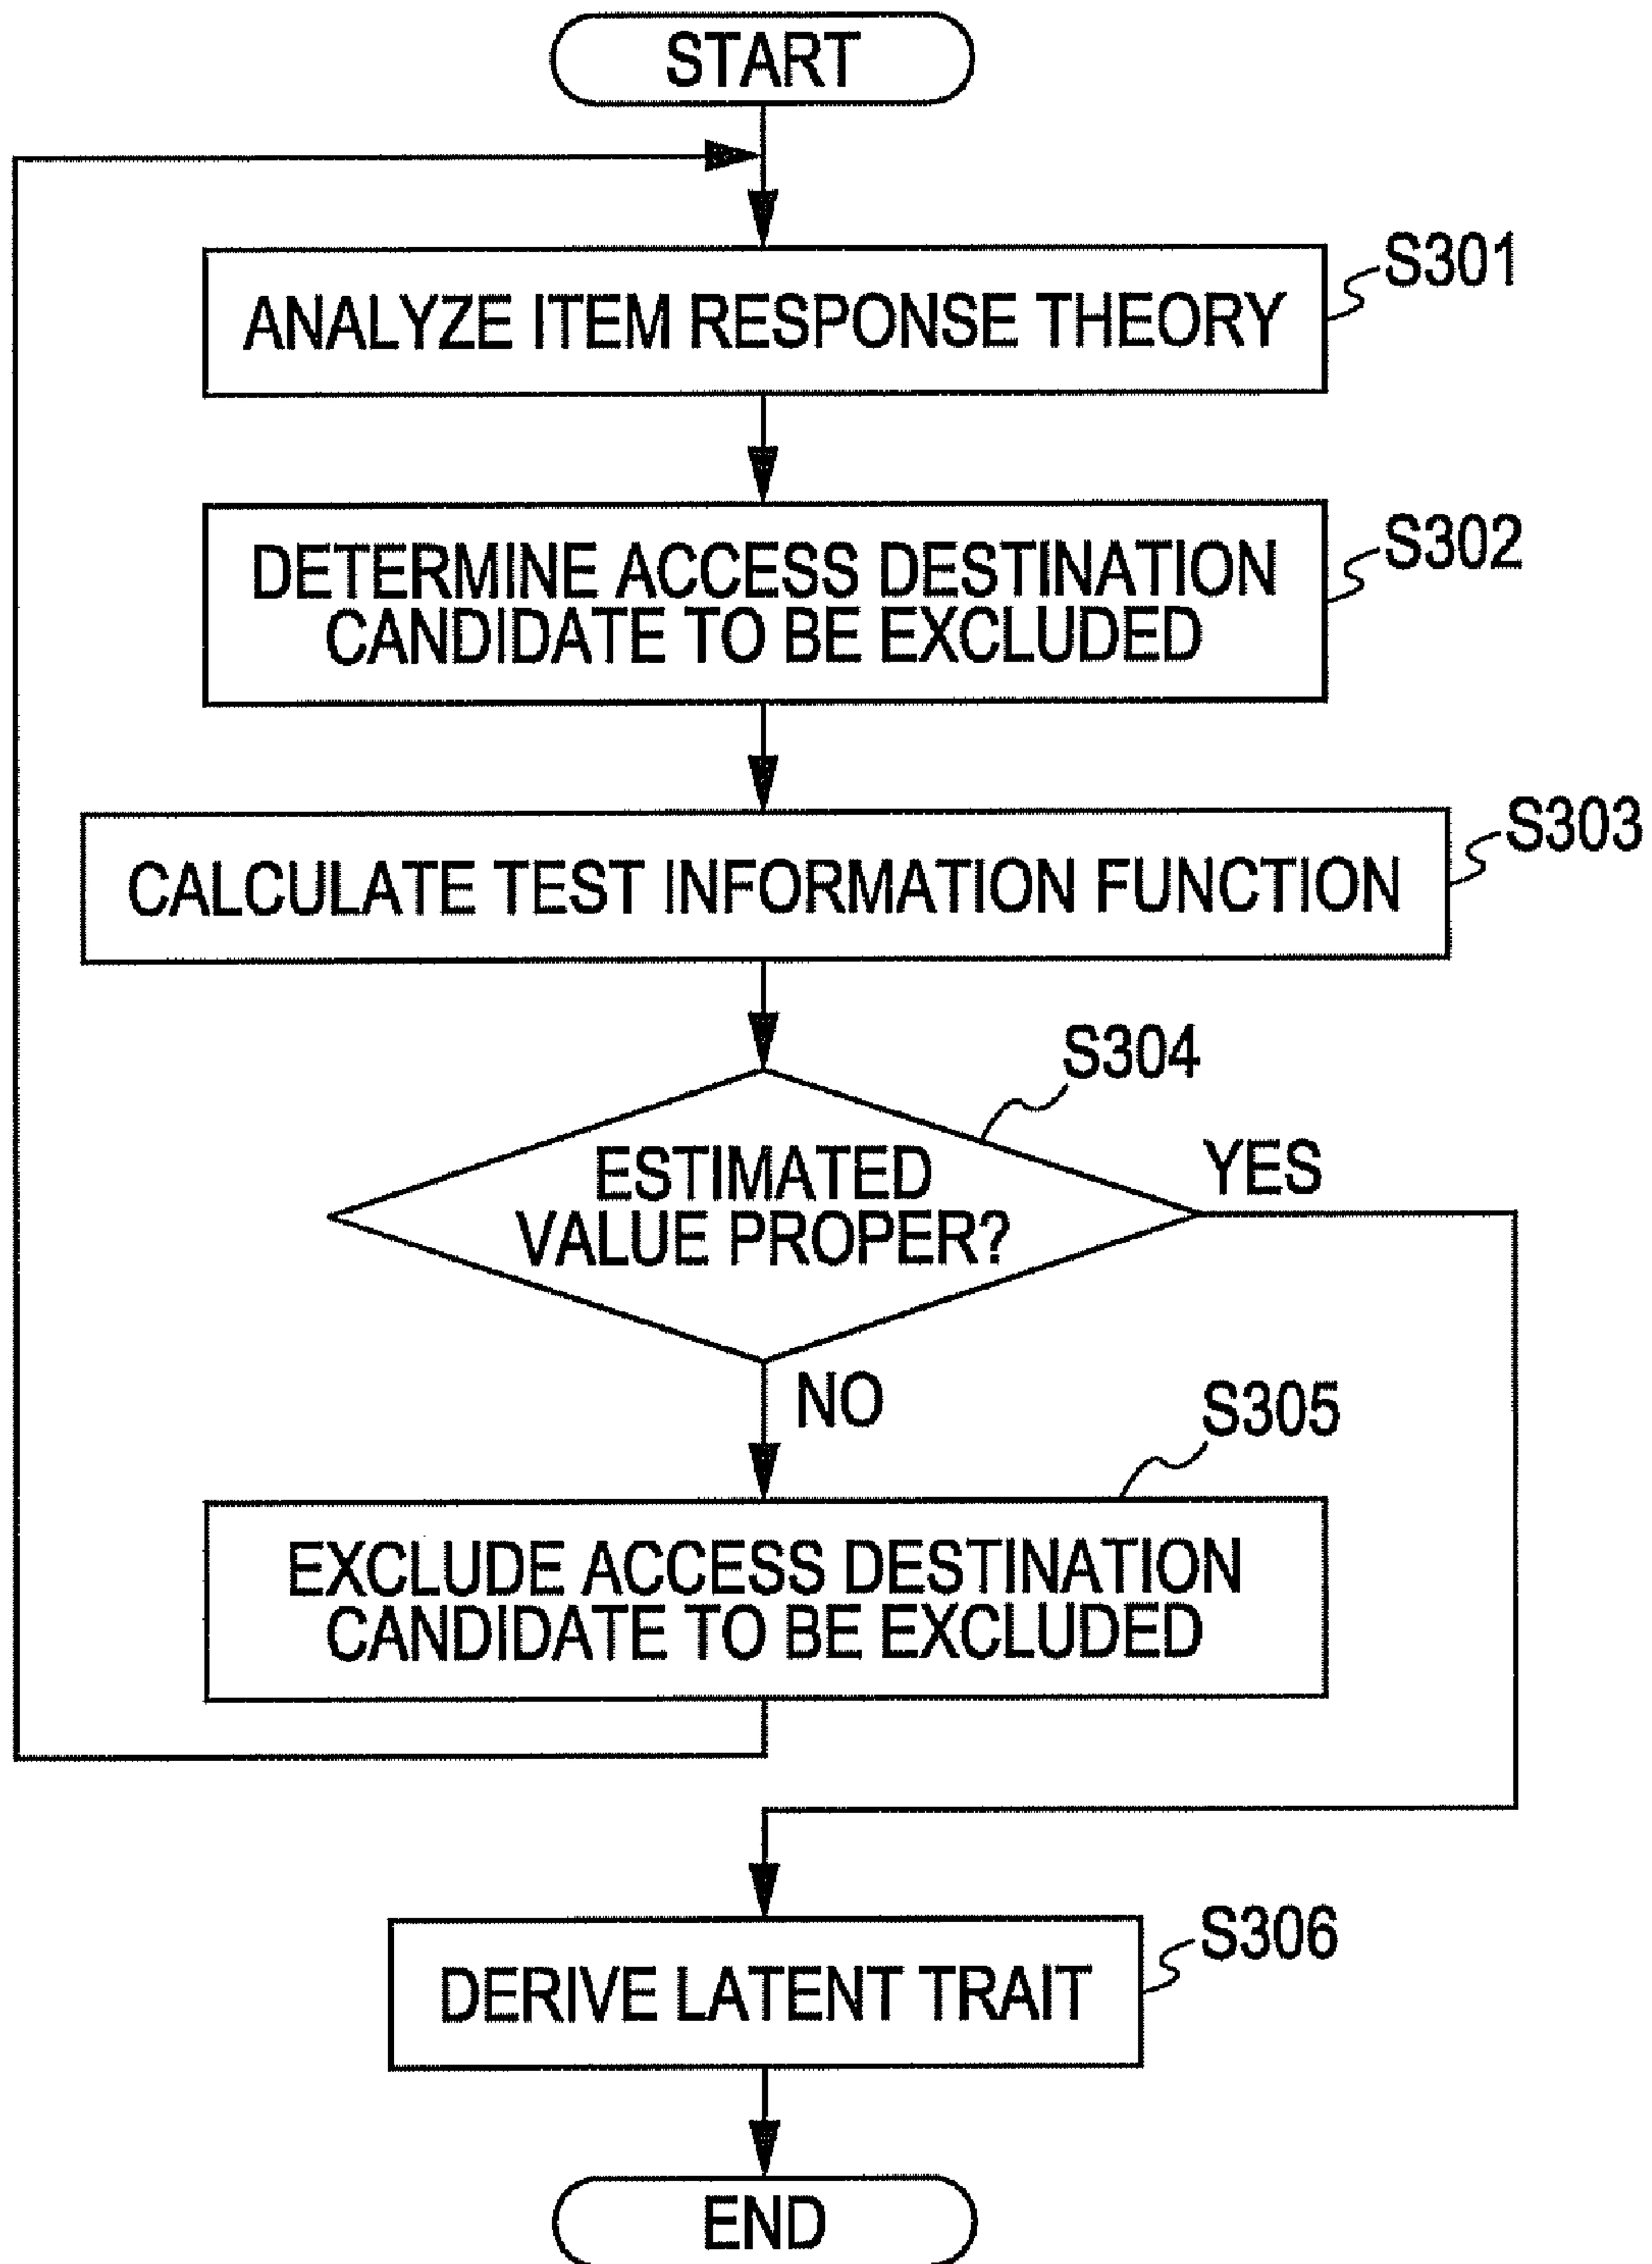 START
ANALYZE ITEM RESPONSE THEORY
S301
DETERMINE ACCESS DESTINATION
CANDIDATE TO BE EXCLUDED
S302
CALCULATE TEST INFORMATION FUNCTION
S303
S304
ESTIMATED
VALUE PROPER?
YES
NO
S305
EXCLUDE ACCESS DESTINATION
CANDIDATE TO BE EXCLUDED
DERIVE LATENT TRAIT
S306
END